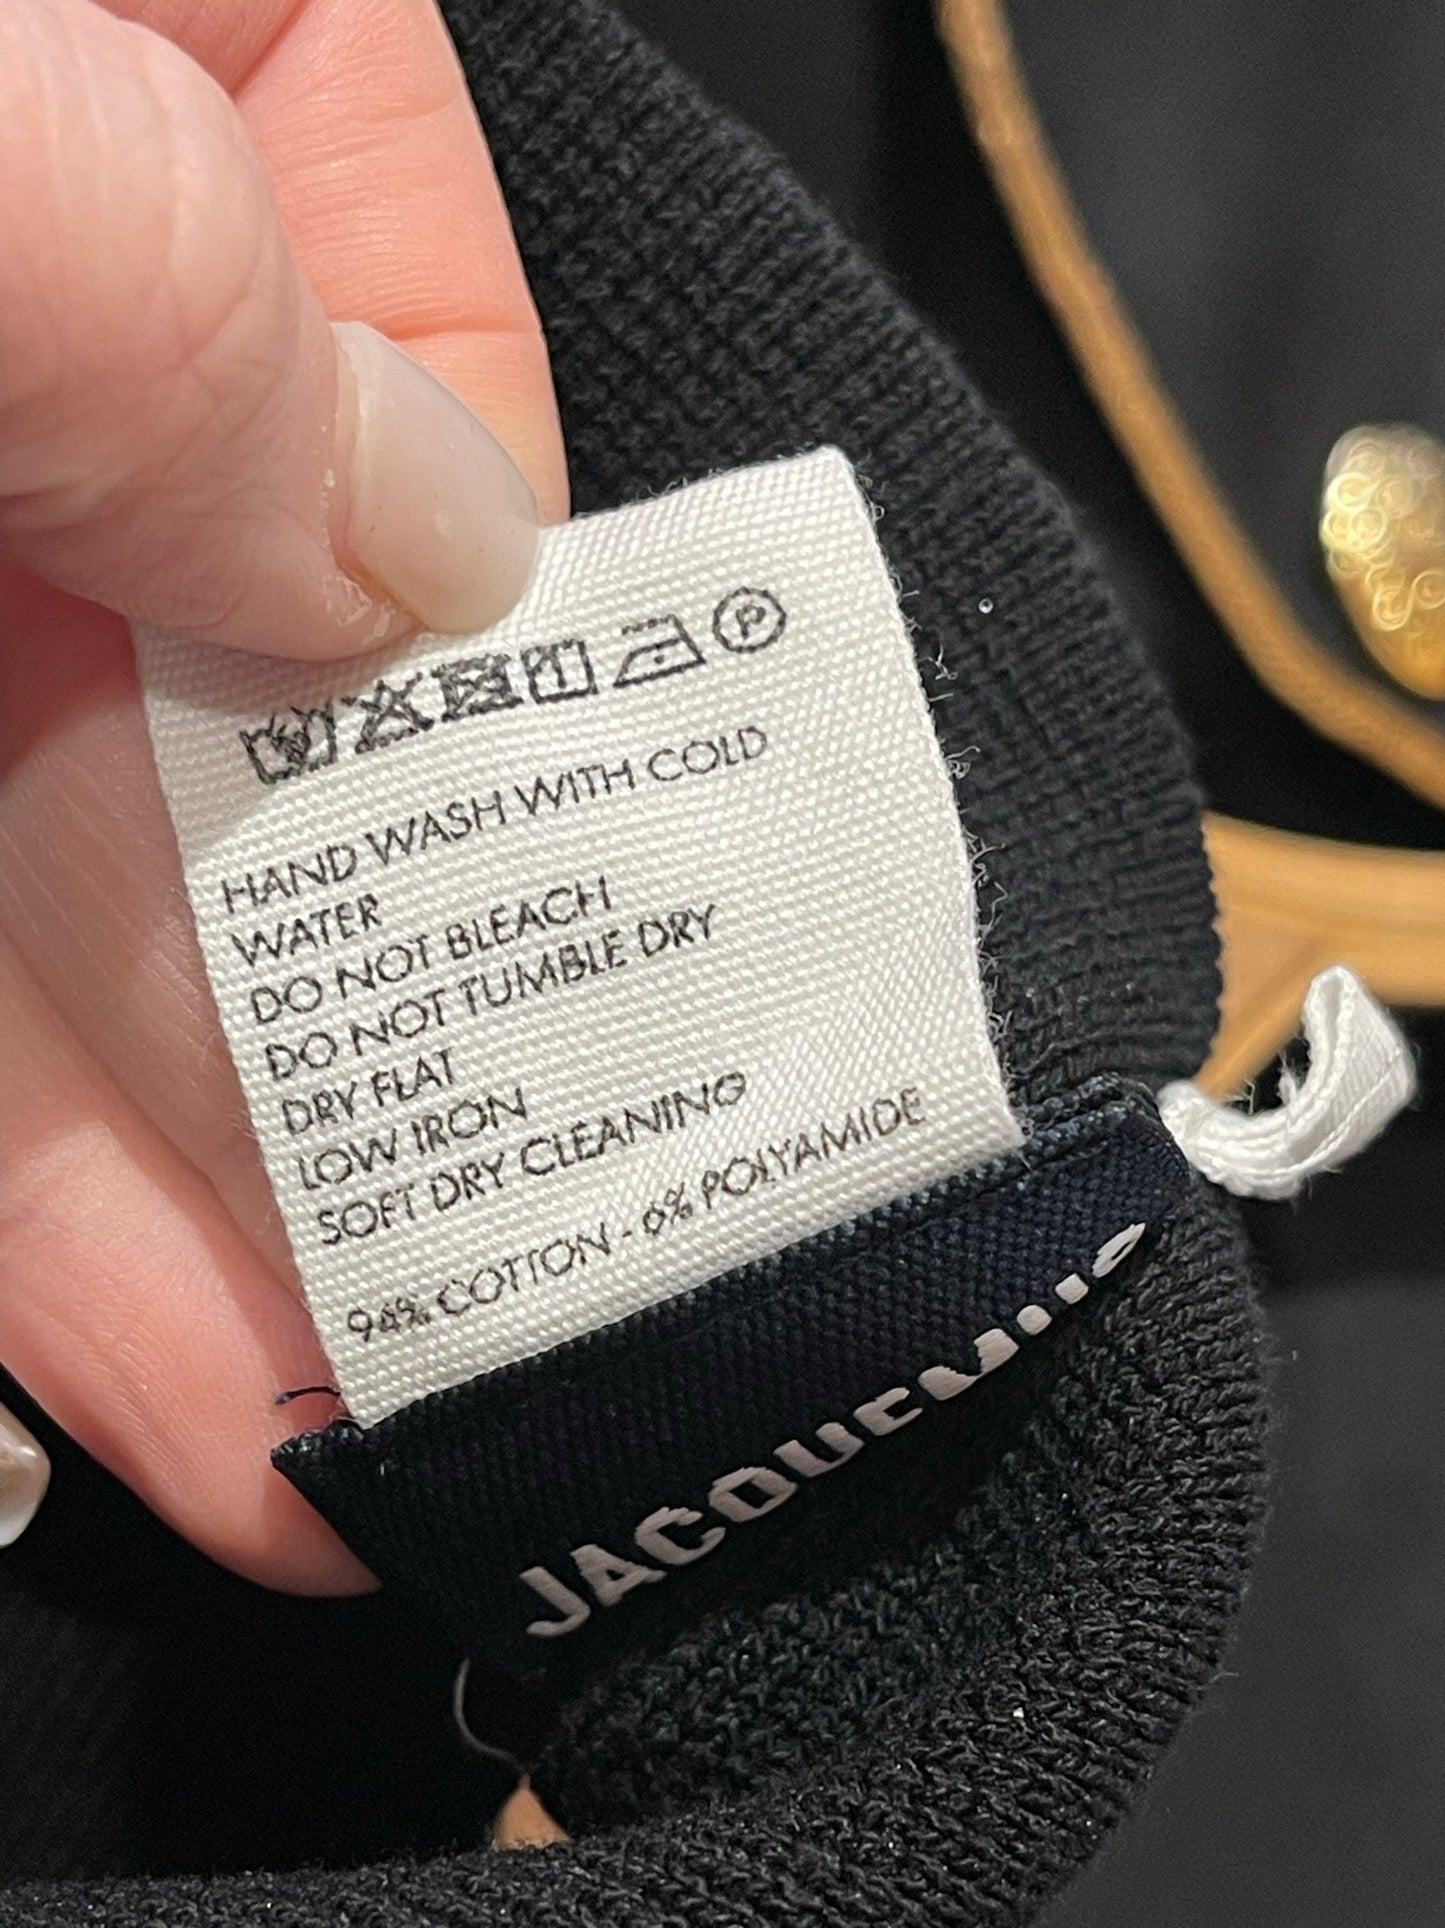 P
HAND WASH WITH COLD
WATER
DO NOT BLEACH
DO NOT TUMBLE DRY
DRY FLAT
LOW IRON
SOFT DRY CLEANING
94% COTTON - 6% POLYAMIDE
JACQUEMUS